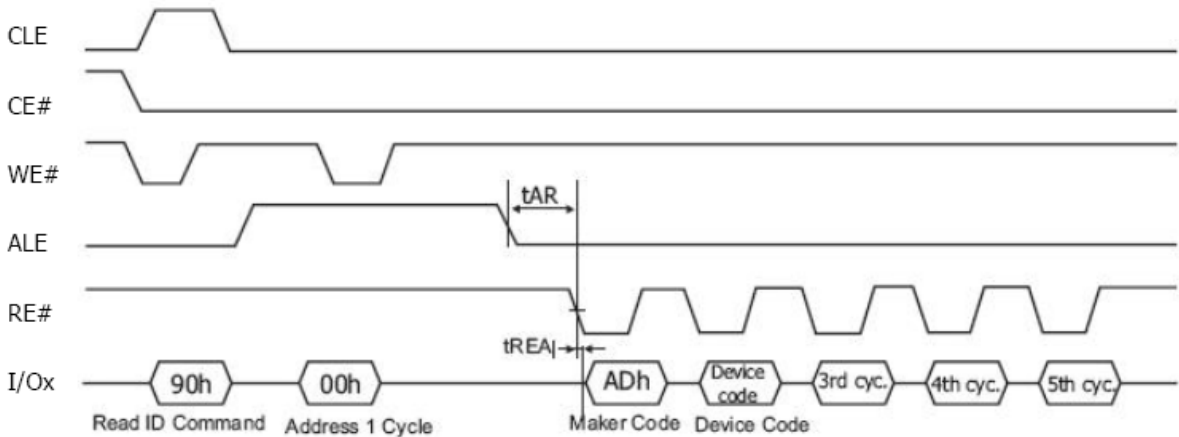 CLE
CE#
WE#
tAR
ALE
RE#
tREA
I/Ox 90h 00h ADh Device code 3rd cyc. 4th cyc. 5th cyc.
Read ID Command Address 1 Cycle Maker Code Device Code